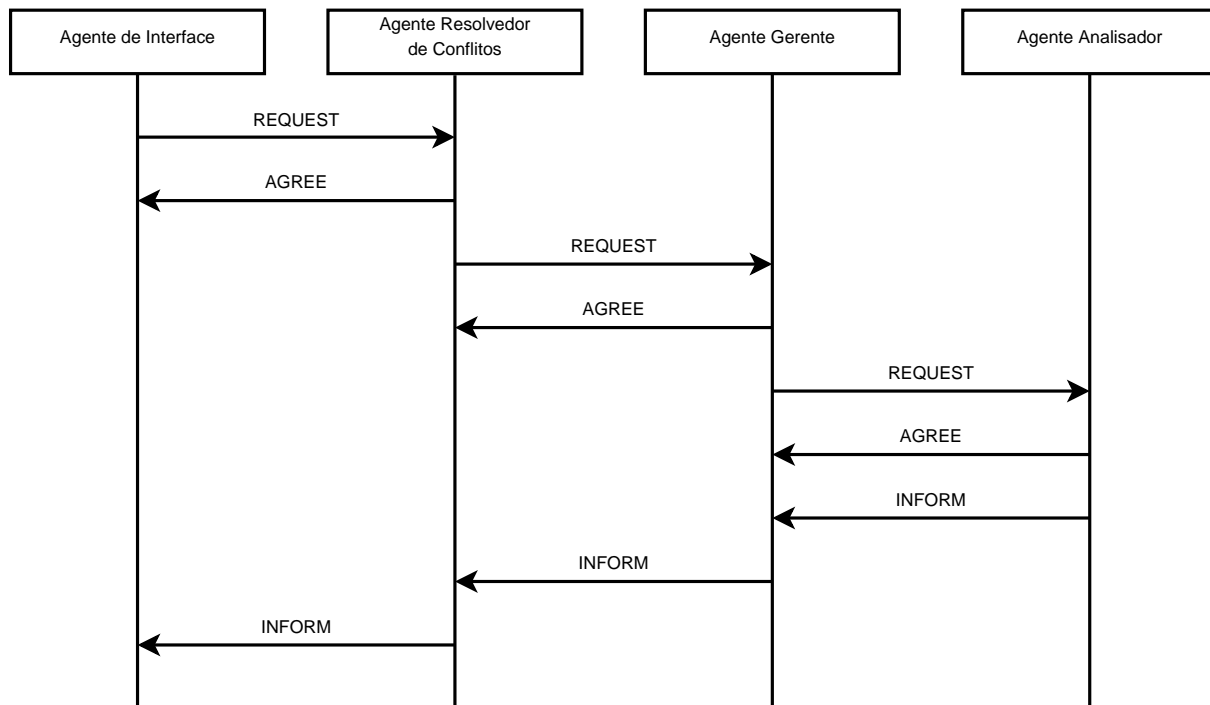 Agente de Interface
Agente Resolvedor
de Conflitos
Agente Gerente
Agente Analisador
REQUEST
AGREE
REQUEST
AGREE
REQUEST
AGREE
INFORM
INFORM
INFORM